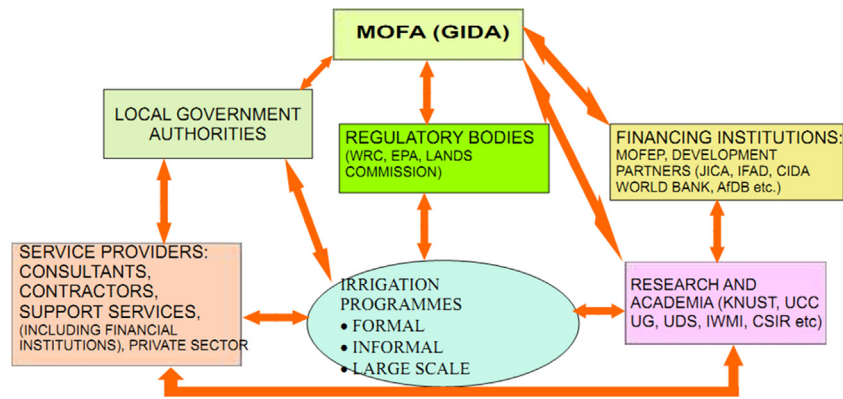 MOFA (GIDA)
LOCAL GOVERNMENT
AUTHORITIES
REGULATORY BODIES
(WRC, EPA, LANDS
COMMISSION)
FINANCING INSTITUTIONS:
MOFEP, DEVELOPMENT
PARTNERS (JICA, IFAD, CIDA
WORLD BANK, AfDB etc.)
SERVICE PROVIDERS:
CONSULTANTS,
CONTRACTORS,
SUPPORT SERVICES,
(INCLUDING FINANCIAL
INSTITUTIONS), PRIVATE SECTOR
IRRIGATION
PROGRAMMES
• FORMAL
• INFORMAL
• LARGE SCALE
RESEARCH AND
ACADEMIA (KNUST, UCC
UG, UDS, IWMI, CSIR etc)